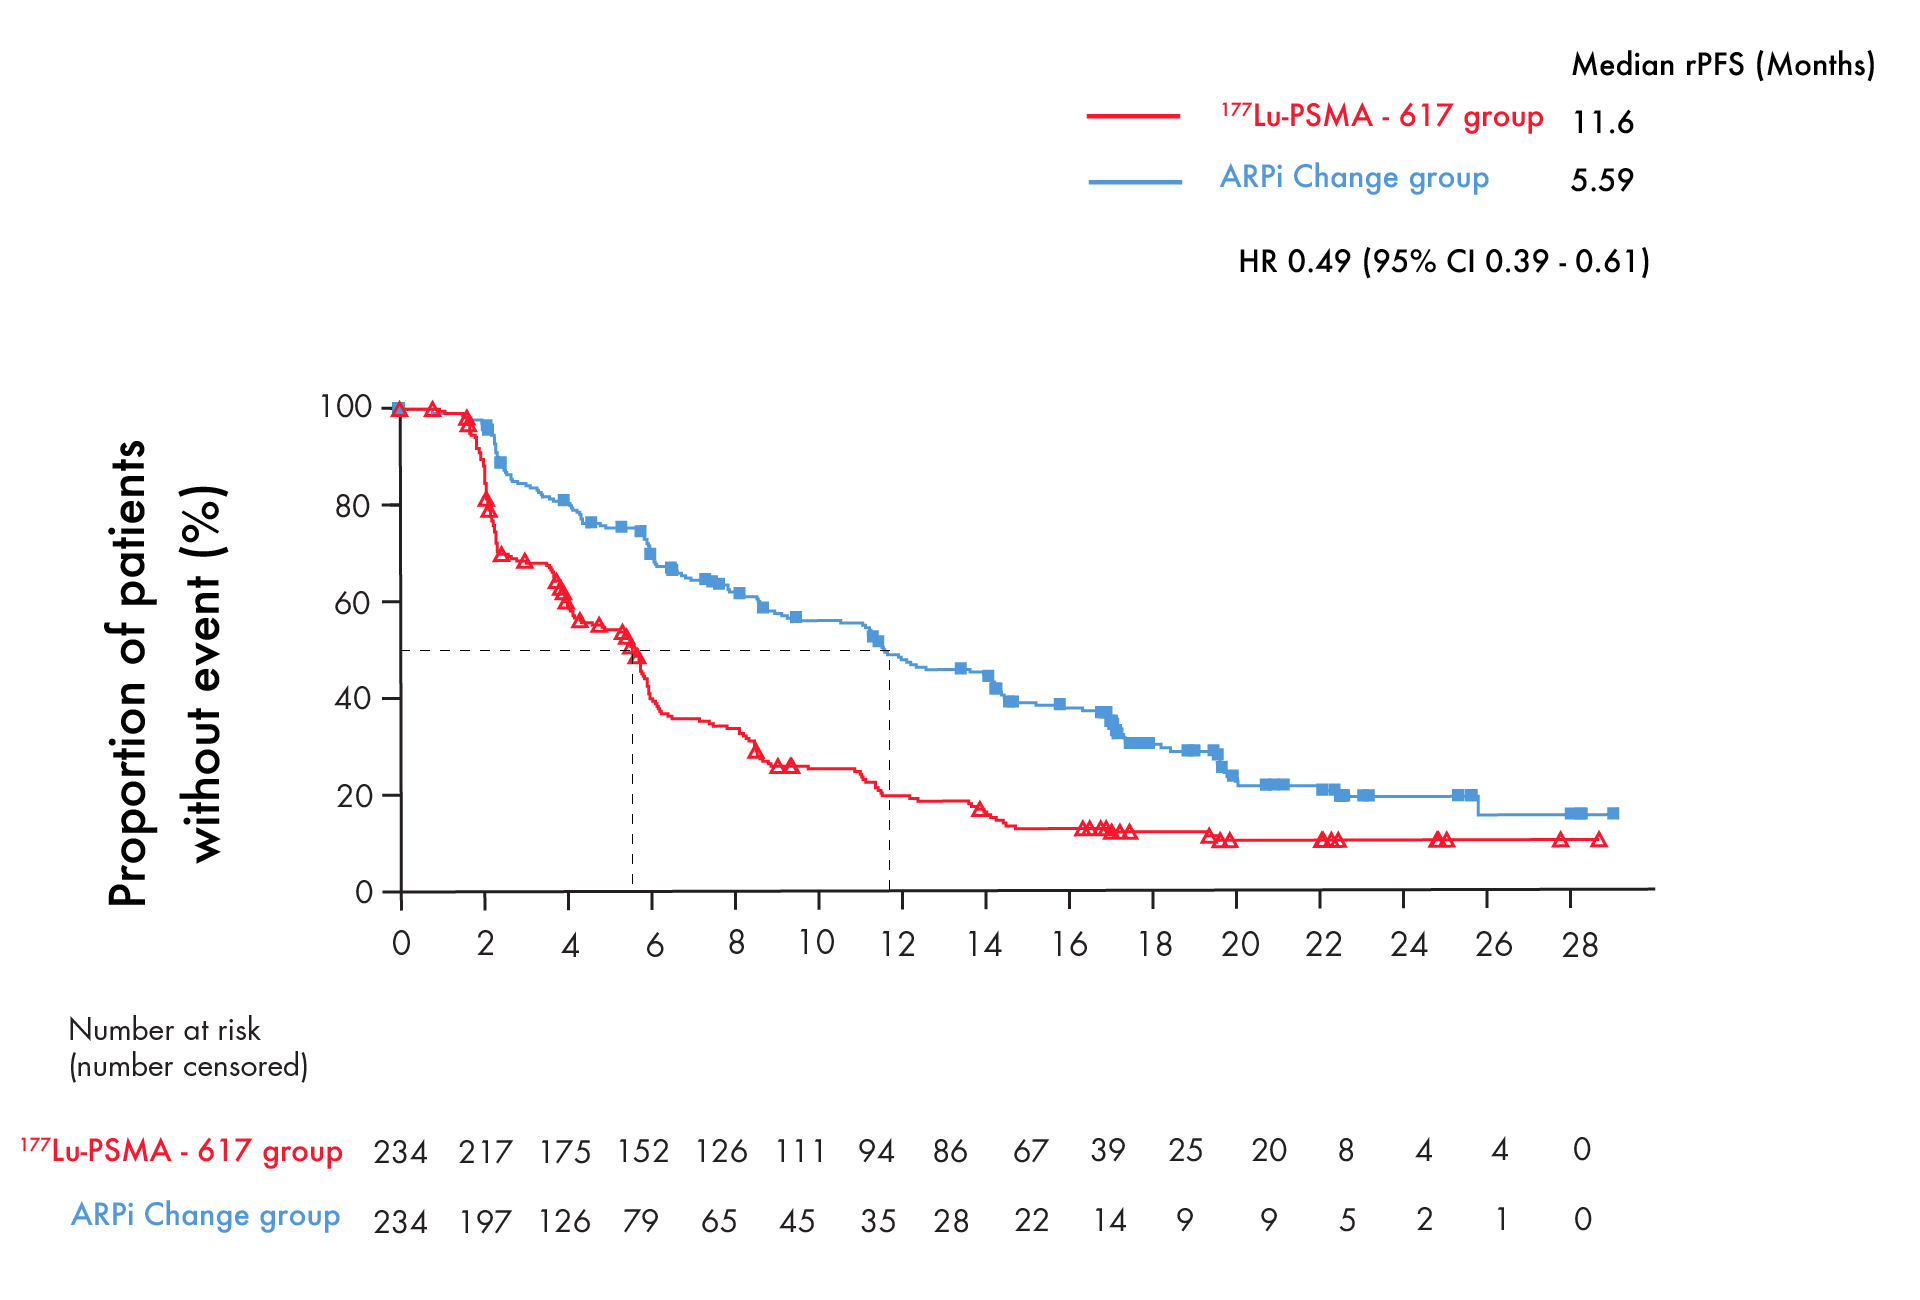 Median rPFS (Months)
¹⁷⁷Lu-PSMA - 617 group 11.6
ARPi Change group 5.59
HR 0.49 (95% CI 0.39 - 0.61)
Proportion of patients
without event (%)
100
80
60
40
20
0
0 2 4 6 8 10 12 14 16 18 20 22 24 26 28
Number at risk
(number censored)
¹⁷⁷Lu-PSMA - 617 group 234 217 175 152 126 111 94 86 67 39 25 20 8 4 4 0
ARPi Change group 234 197 126 79 65 45 35 28 22 14 9 9 5 2 1 0